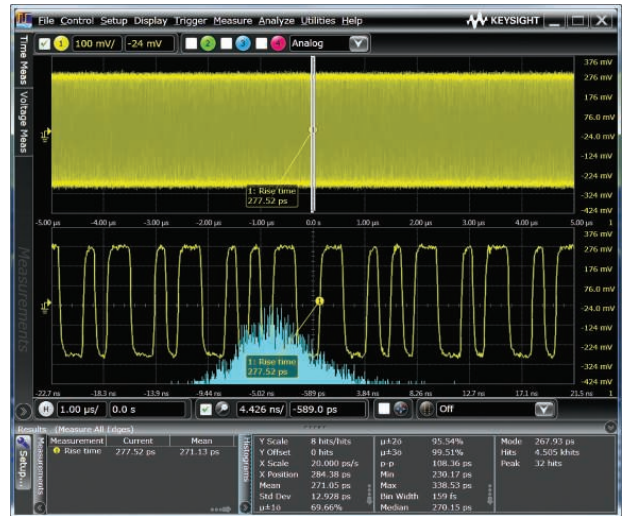 File Control Setup Display Trigger Measure Analyze Utilities Help
KEYSIGHT
Time Meas
Voltage Meas
1 100 mV/ -24 mV 2 3 4 Analog
376 mV
276 mV
176 mV
76.0 mV
-24.0 mV
-124 mV
-224 mV
-324 mV
-424 mV
1: Rise time
277.52 ps
-5.00 µs -4.00 µs -3.00 µs -2.00 µs -1.00 µs 0.0 s 1.00 µs 2.00 µs 3.00 µs 4.00 µs 5.00 µs 1
Measurements
376 mV
276 mV
176 mV
76.0 mV
-24.0 mV
-124 mV
-224 mV
-324 mV
-424 mV
1
1: Rise time
277.52 ps
-22.7 ns -18.3 ns -13.9 ns -9.44 ns -5.02 ns -589 ps 3.84 ns 8.26 ns 12.7 ns 17.1 ns 21.5 ns 1
H 1.00 µs/ 0.0 s 4.426 ns/ -589.0 ps Off
Results (Measure All Edges)
Setup...
Measurements
Measurement Current Mean
Rise time 277.52 ps 271.13 ps
Histograms
Y Scale 8 hits/hits µ±2σ 95.54% Mode 267.93 ps
Y Offset 0 hits µ±3σ 99.51% Hits 4.505 khits
X Scale 20.000 ps/s p-p 108.36 ps Peak 32 hits
X Position 284.38 ps Min 230.17 ps
Mean 271.05 ps Max 338.53 ps
Std Dev 12.928 ps Bin Width 159 fs
µ±1σ 69.66% Median 270.15 ps